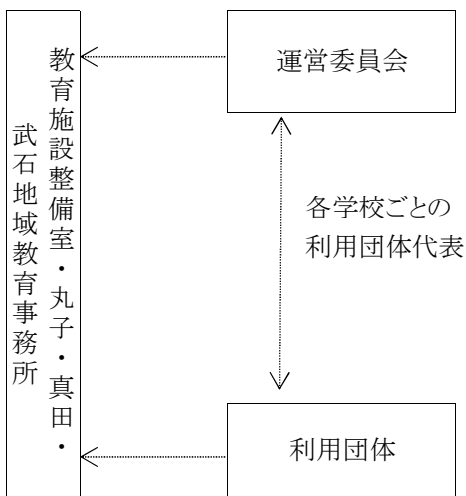 教育施設整備室・丸子・真田・
武石地域教育事務所
運営委員会
各学校ごとの
利用団体代表
利用団体